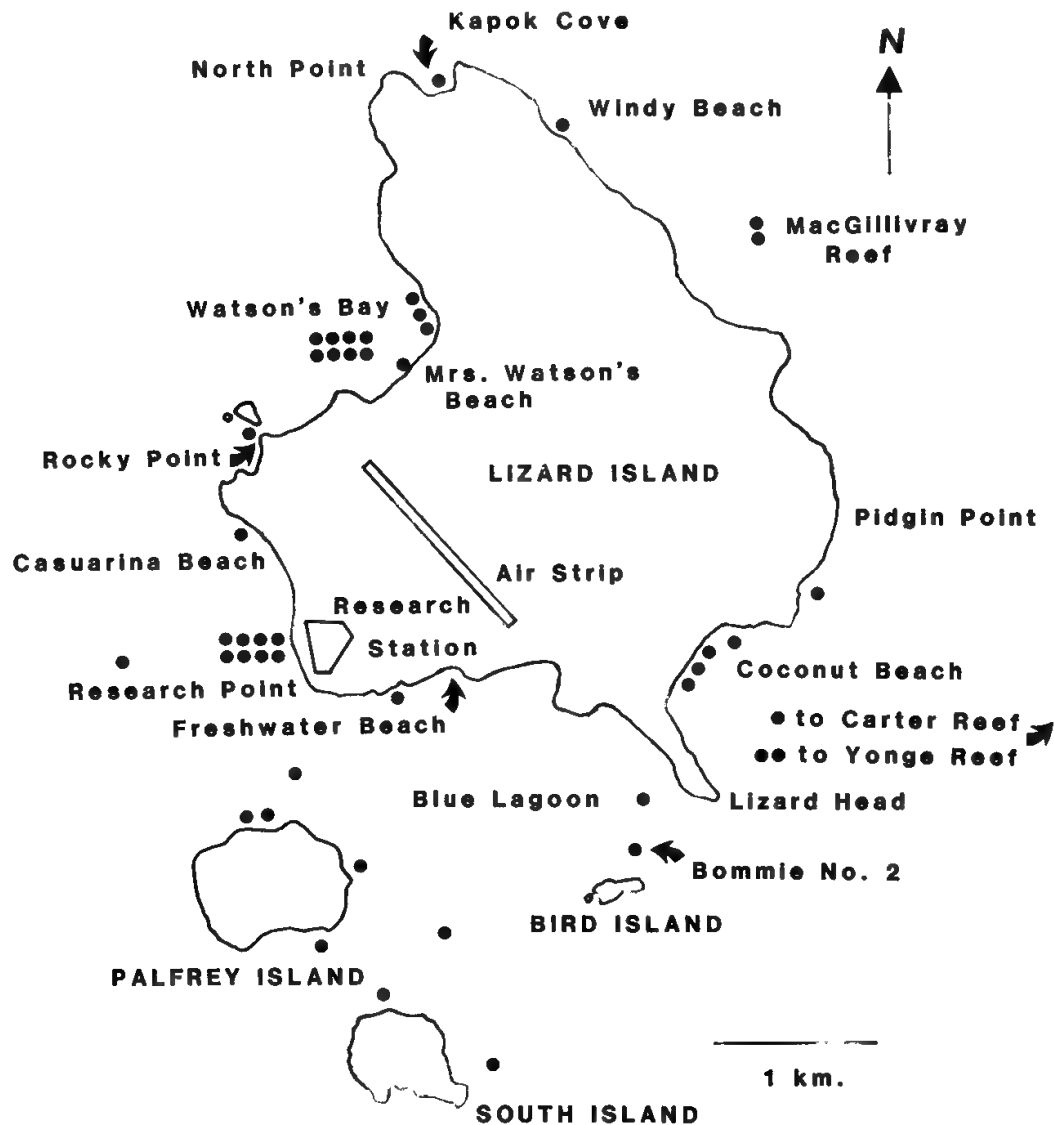 Kapok Cove
N
North Point
Windy Beach
MacGillivray
Reef
Watson's Bay
Mrs. Watson's
Beach
Rocky Point
LIZARD ISLAND
Pidgin Point
Casuarina Beach
Air Strip
Research
Station
Coconut Beach
Research Point
Freshwater Beach
to Carter Reef
to Yonge Reef
Blue Lagoon
Lizard Head
Bommie No. 2
BIRD ISLAND
PALFREY ISLAND
1 km.
SOUTH ISLAND